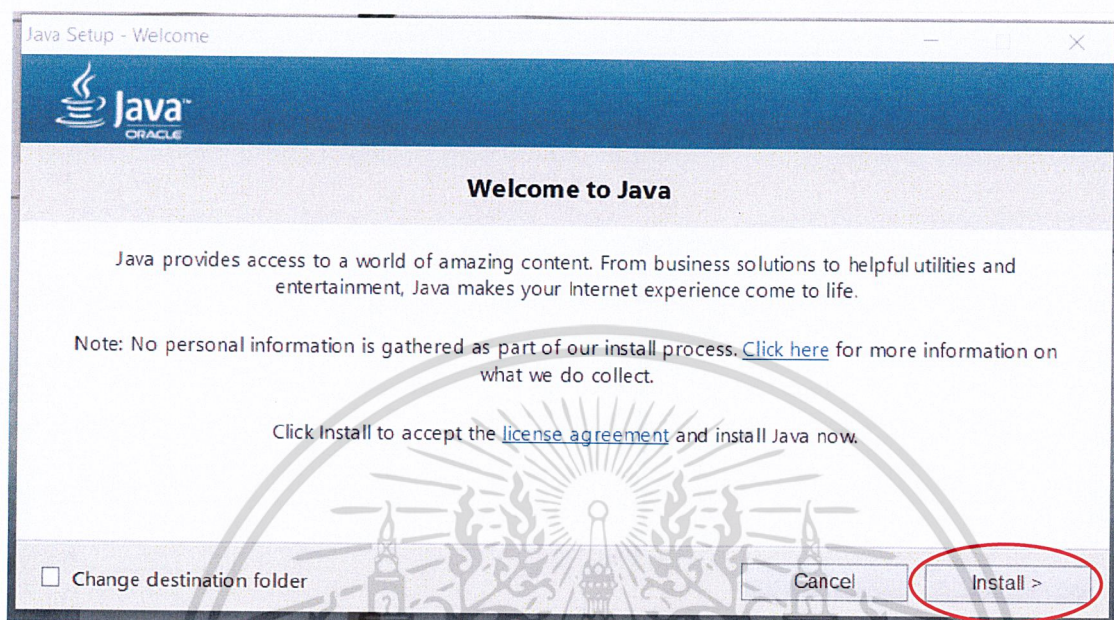 Java Setup - Welcome
Java™
ORACLE
Welcome to Java
Java provides access to a world of amazing content. From business solutions to helpful utilities and
entertainment, Java makes your Internet experience come to life.
Note: No personal information is gathered as part of our install process. Click here for more information on
what we do collect.
Click Install to accept the license agreement and install Java now.
Change destination folder
Cancel
Install >